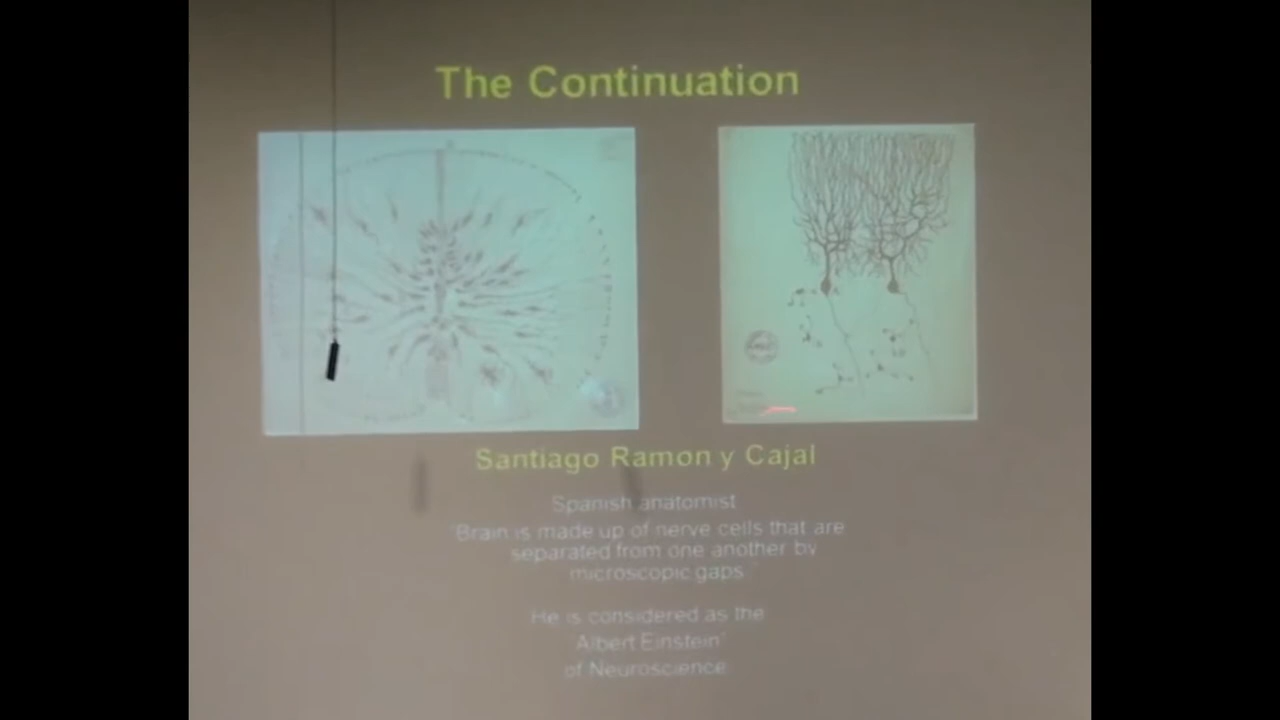 The Continuation
Santiago Ramon y Cajal
Spanish anatomist
"Brain is made up of nerve cells that are
separated from one another by
microscopic gaps."
He is considered as the
"Albert Einstein"
of Neuroscience